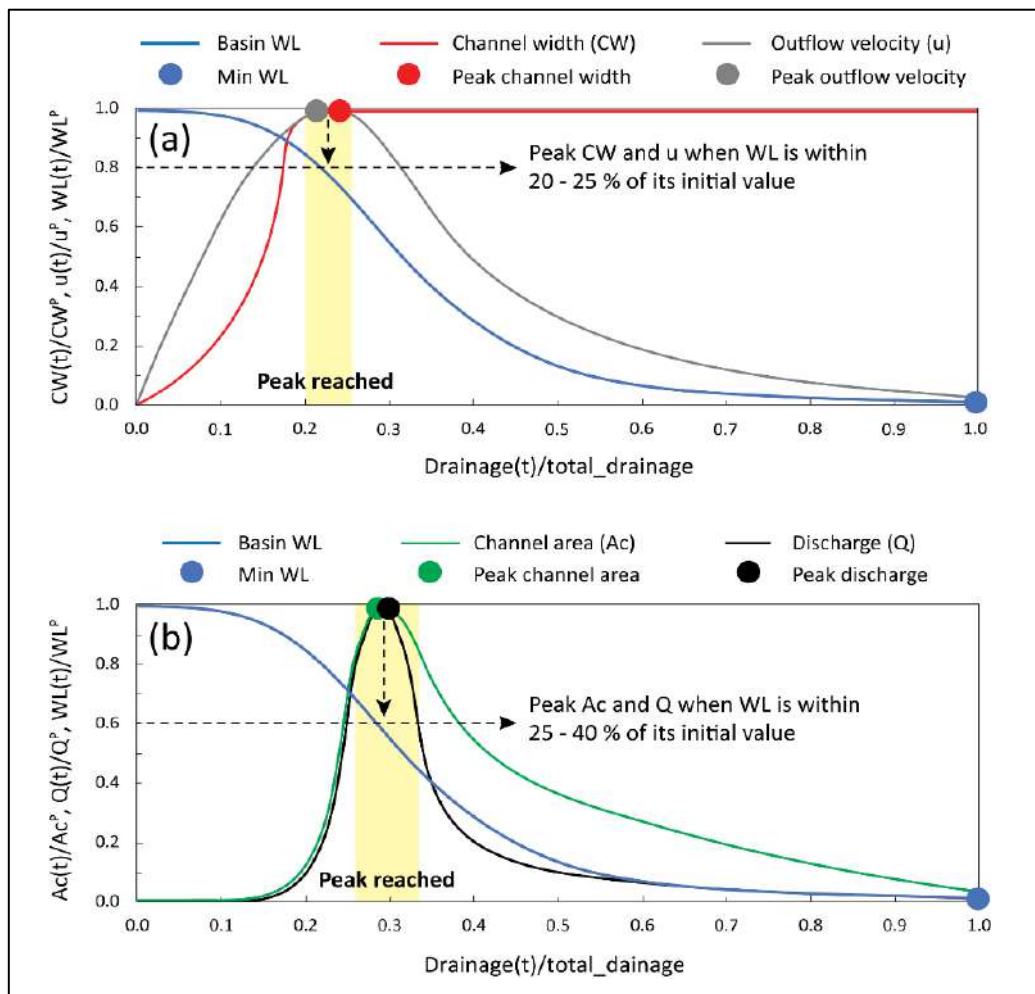 Basin WL Channel width (CW) Outflow velocity (u)
Min WL Peak channel width Peak outflow velocity
(a)
CW(t)/CWᵖ, u(t)/uᵖ, WL(t)/WLᵖ
1.0
0.8
0.6
0.4
0.2
0.0
Peak CW and u when WL is within
20 - 25 % of its initial value
Peak reached
0.0 0.1 0.2 0.3 0.4 0.5 0.6 0.7 0.8 0.9 1.0
Drainage(t)/total_drainage
Basin WL Channel area (Ac) Discharge (Q)
Min WL Peak channel area Peak discharge
(b)
Ac(t)/Acᵖ, Q(t)/Qᵖ, WL(t)/WLᵖ
1.0
0.8
0.6
0.4
0.2
0.0
Peak Ac and Q when WL is within
25 - 40 % of its initial value
Peak reached
0.0 0.1 0.2 0.3 0.4 0.5 0.6 0.7 0.8 0.9 1.0
Drainage(t)/total_dainage